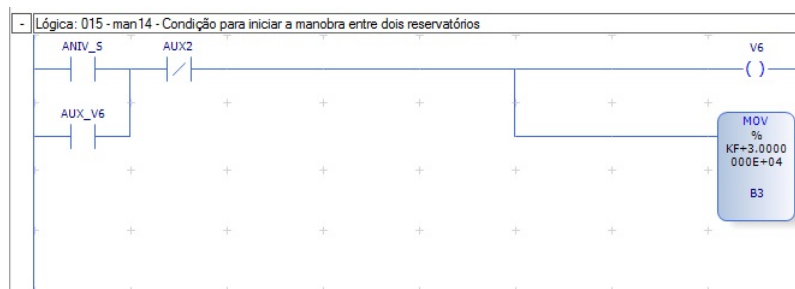 Lógica: 015 - man14 - Condição para iniciar a manobra entre dois reservatórios
ANIV_S AUX2 V6
AUX_V6
MOV
%
KF+3.0000
000E+04
B3